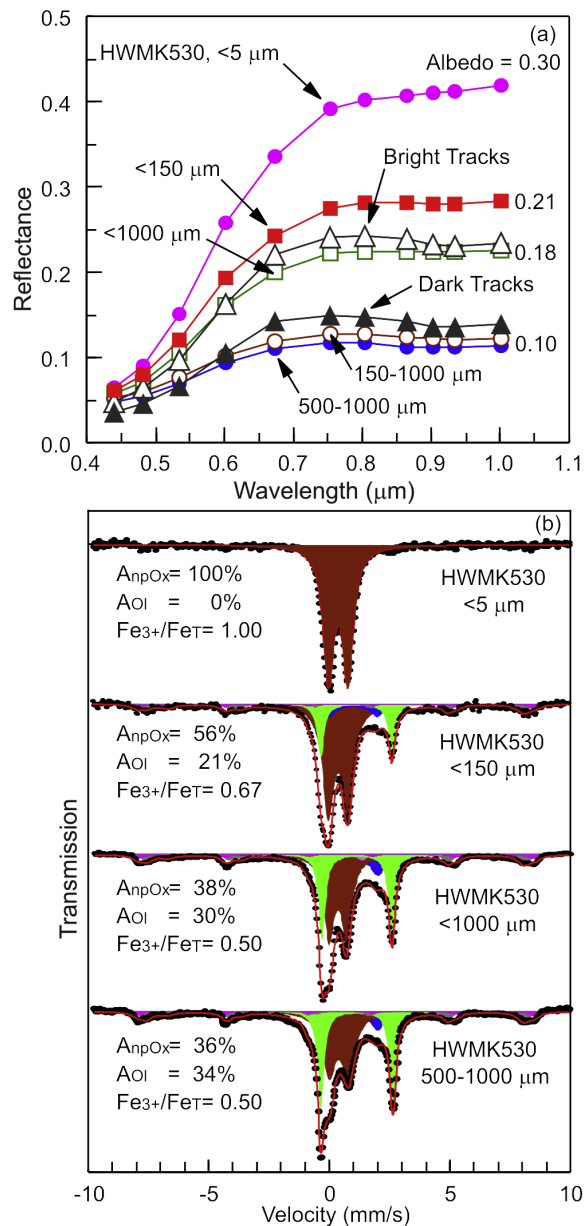 (a)
HWMK530, <5 μm
Albedo = 0.30
0.5
0.4
0.3
0.2
0.1
0.0
Reflectance
<150 μm
Bright Tracks
0.21
<1000 μm
0.18
Dark Tracks
0.10
150-1000 μm
500-1000 μm
0.4 0.5 0.6 0.7 0.8 0.9 1.0 1.1
Wavelength (μm)
(b)
AnpOx= 100%
AOl = 0%
Fe3+/FeT= 1.00
HWMK530
<5 μm
AnpOx= 56%
AOl = 21%
Fe3+/FeT= 0.67
HWMK530
<150 μm
Transmission
AnpOx= 38%
AOl = 30%
Fe3+/FeT= 0.50
HWMK530
<1000 μm
AnpOx= 36%
AOl = 34%
Fe3+/FeT= 0.50
HWMK530
500-1000 μm
-10 -5 0 5 10
Velocity (mm/s)